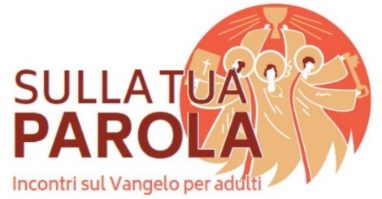 SULLA TUA
PAROLA
Incontri sul Vangelo per adulti